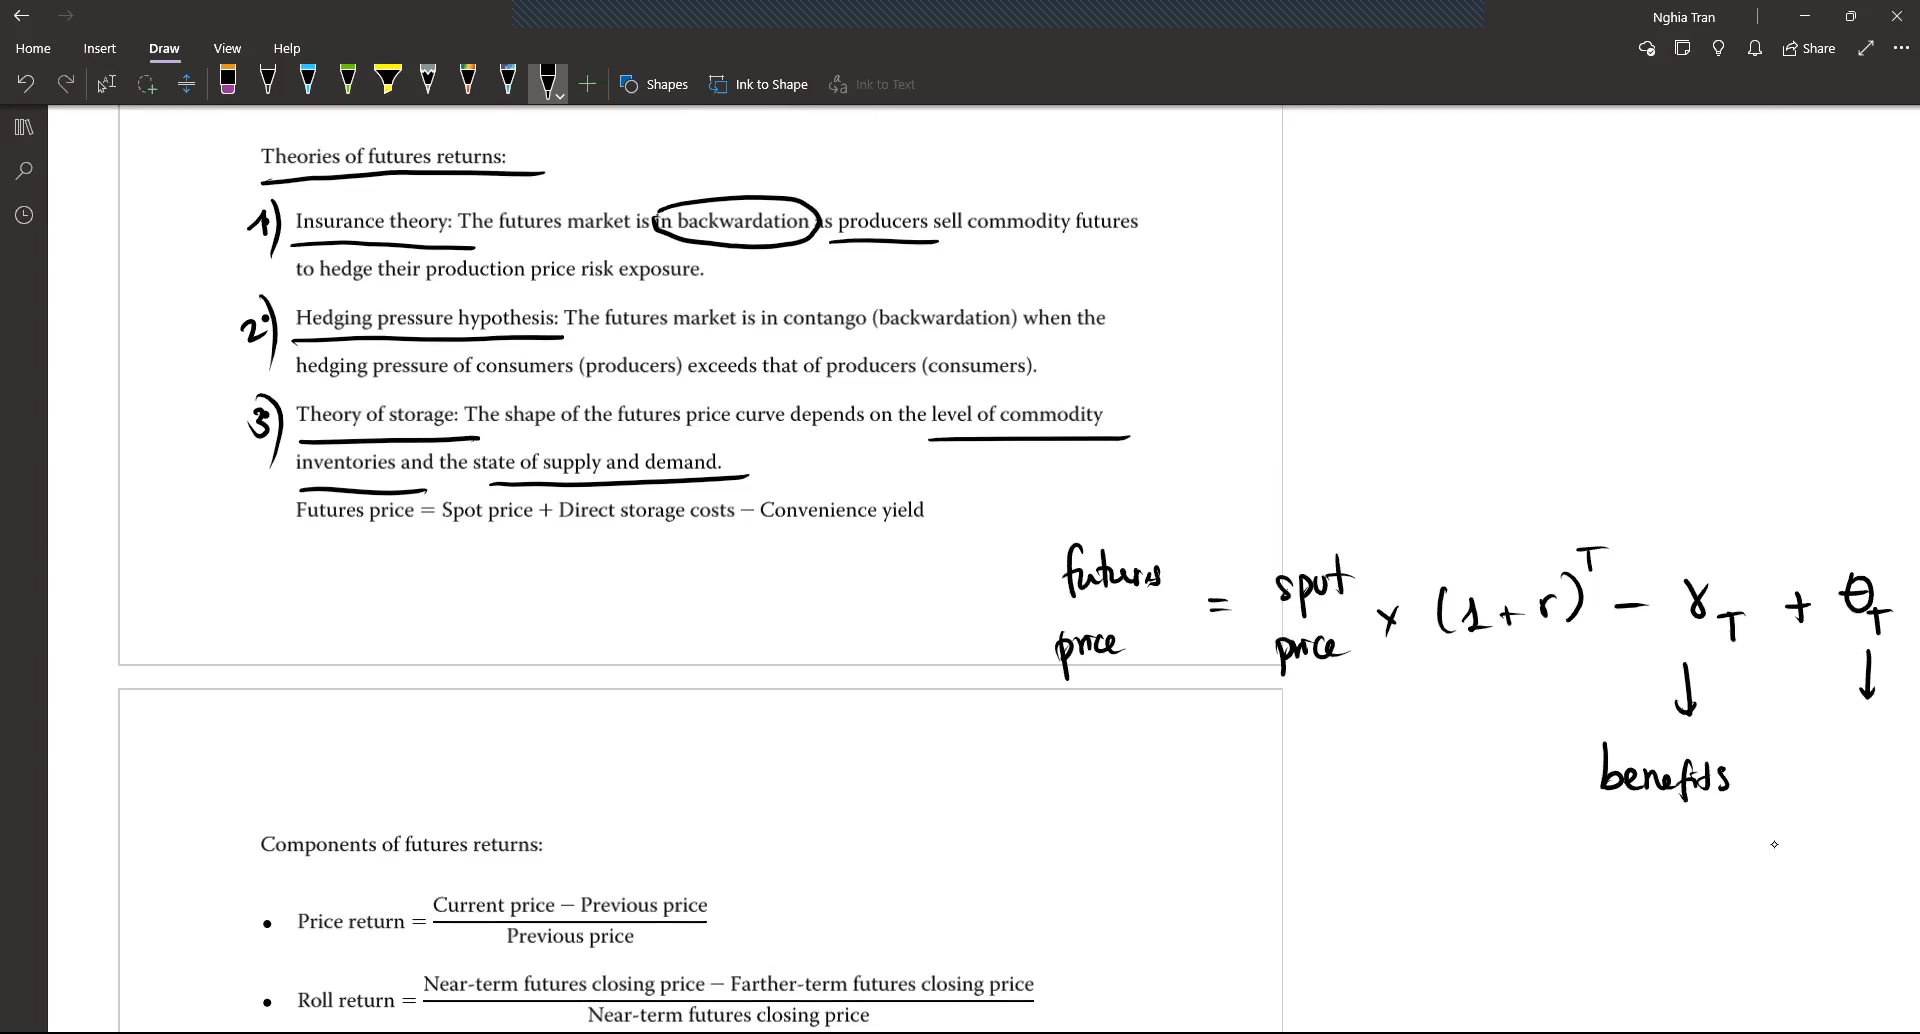 Nghia Tran
Home Insert Draw View Help
Share
Shapes Ink to Shape Ink to Text
Theories of futures returns:
1) Insurance theory: The futures market is in backwardation as producers sell commodity futures
to hedge their production price risk exposure.
2) Hedging pressure hypothesis: The futures market is in contango (backwardation) when the
hedging pressure of consumers (producers) exceeds that of producers (consumers).
3) Theory of storage: The shape of the futures price curve depends on the level of commodity
inventories and the state of supply and demand.
Futures price = Spot price + Direct storage costs − Convenience yield
futures price = spot price × (1+r)^T − γ_T + θ_T
↓ ↓
benefits
Components of futures returns:
• Price return = Current price − Previous price
Previous price
• Roll return = Near-term futures closing price − Farther-term futures closing price
Near-term futures closing price